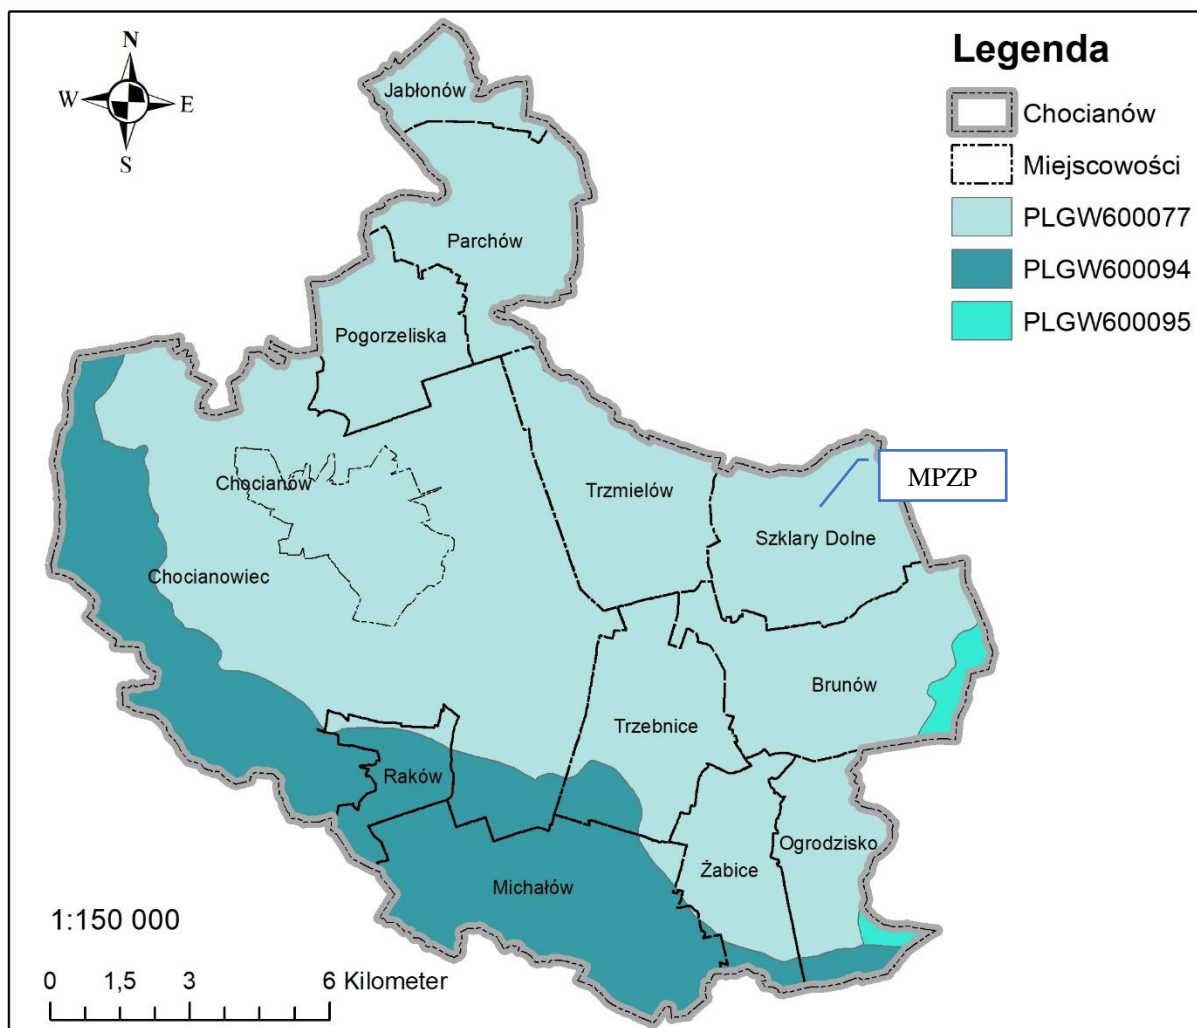 N
W
E
S
Legenda
Chocianów
Miejscowości
PLGW600077
PLGW600094
PLGW600095
Jabłonów
Parchów
Pogorzeliska
Chocianów
Trzmielów
MPZP
Szklary Dolne
Chocianowiec
Brunów
Trzebnice
Raków
Ogrodzisko
Żabice
Michałów
1:150 000
0 1,5 3 6 Kilometer